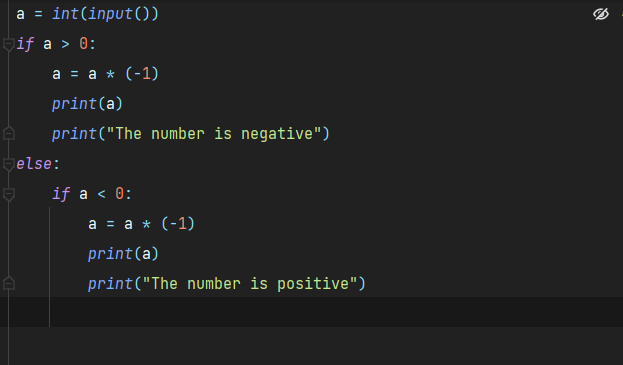 a = int(input())
if a > 0:
    a = a * (-1)
    print(a)
    print("The number is negative")
else:
    if a < 0:
        a = a * (-1)
        print(a)
        print("The number is positive")